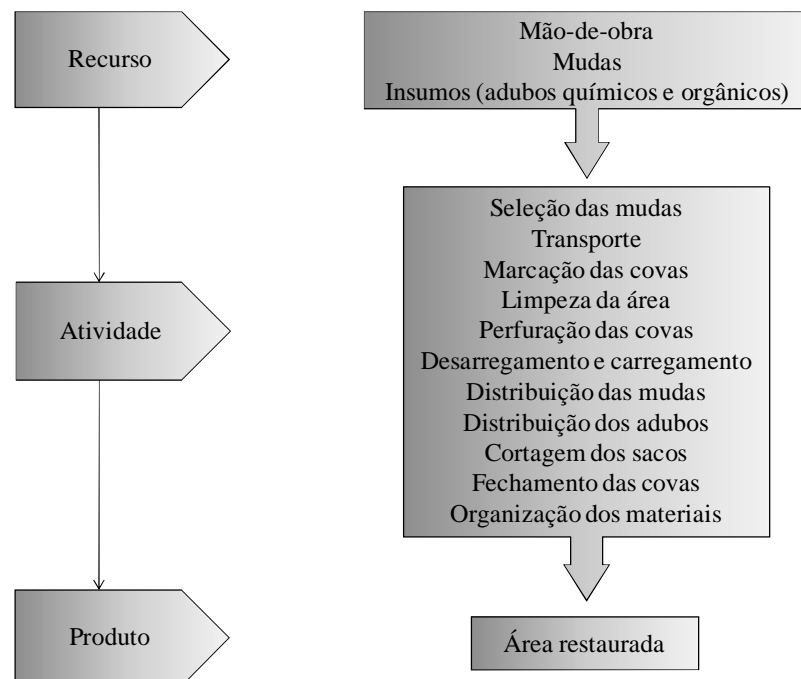 Recurso
Mão-de-obra
Mudas
Insumos (adubos químicos e orgânicos)
Atividade
Seleção das mudas
Transporte
Marcação das covas
Limpeza da área
Perfuração das covas
Desarregamento e carregamento
Distribuição das mudas
Distribuição dos adubos
Cortagem dos sacos
Fechamento das covas
Organização dos materiais
Produto
Área restaurada